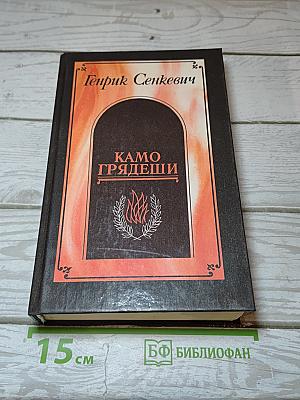 Генрик Сенкевич
КАМО
ГРЯДЕШИ
15 см
БФ БИБЛИОФАН